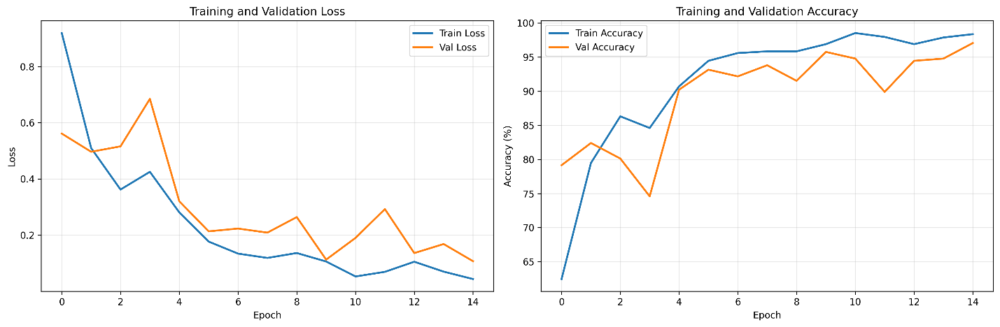 Training and Validation Loss
Train Loss
Val Loss
0.8
0.6
0.4
0.2
Loss
0 2 4 6 8 10 12 14
Epoch
Training and Validation Accuracy
Train Accuracy
Val Accuracy
100
95
90
85
80
75
70
65
Accuracy (%)
0 2 4 6 8 10 12 14
Epoch